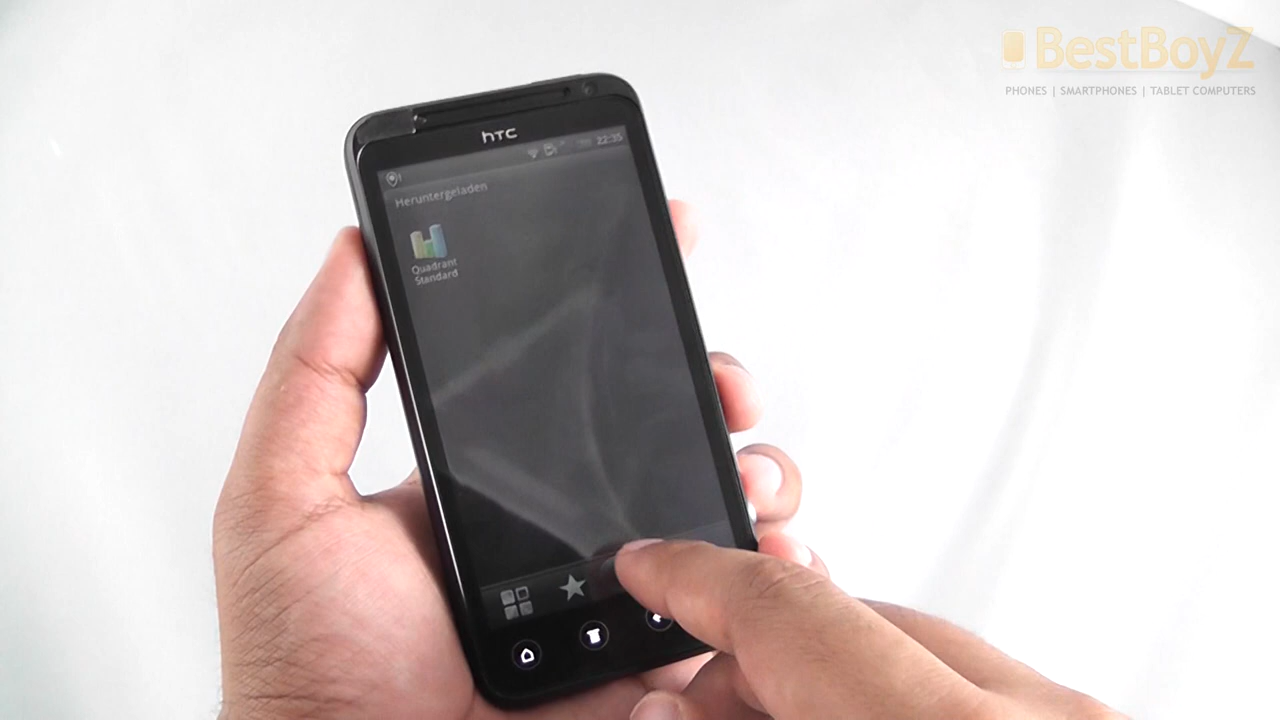 BestBoyZ
PHONES | SMARTPHONES | TABLET COMPUTERS
hTC
22:35
Heruntergeladen
Quadrant
Standard